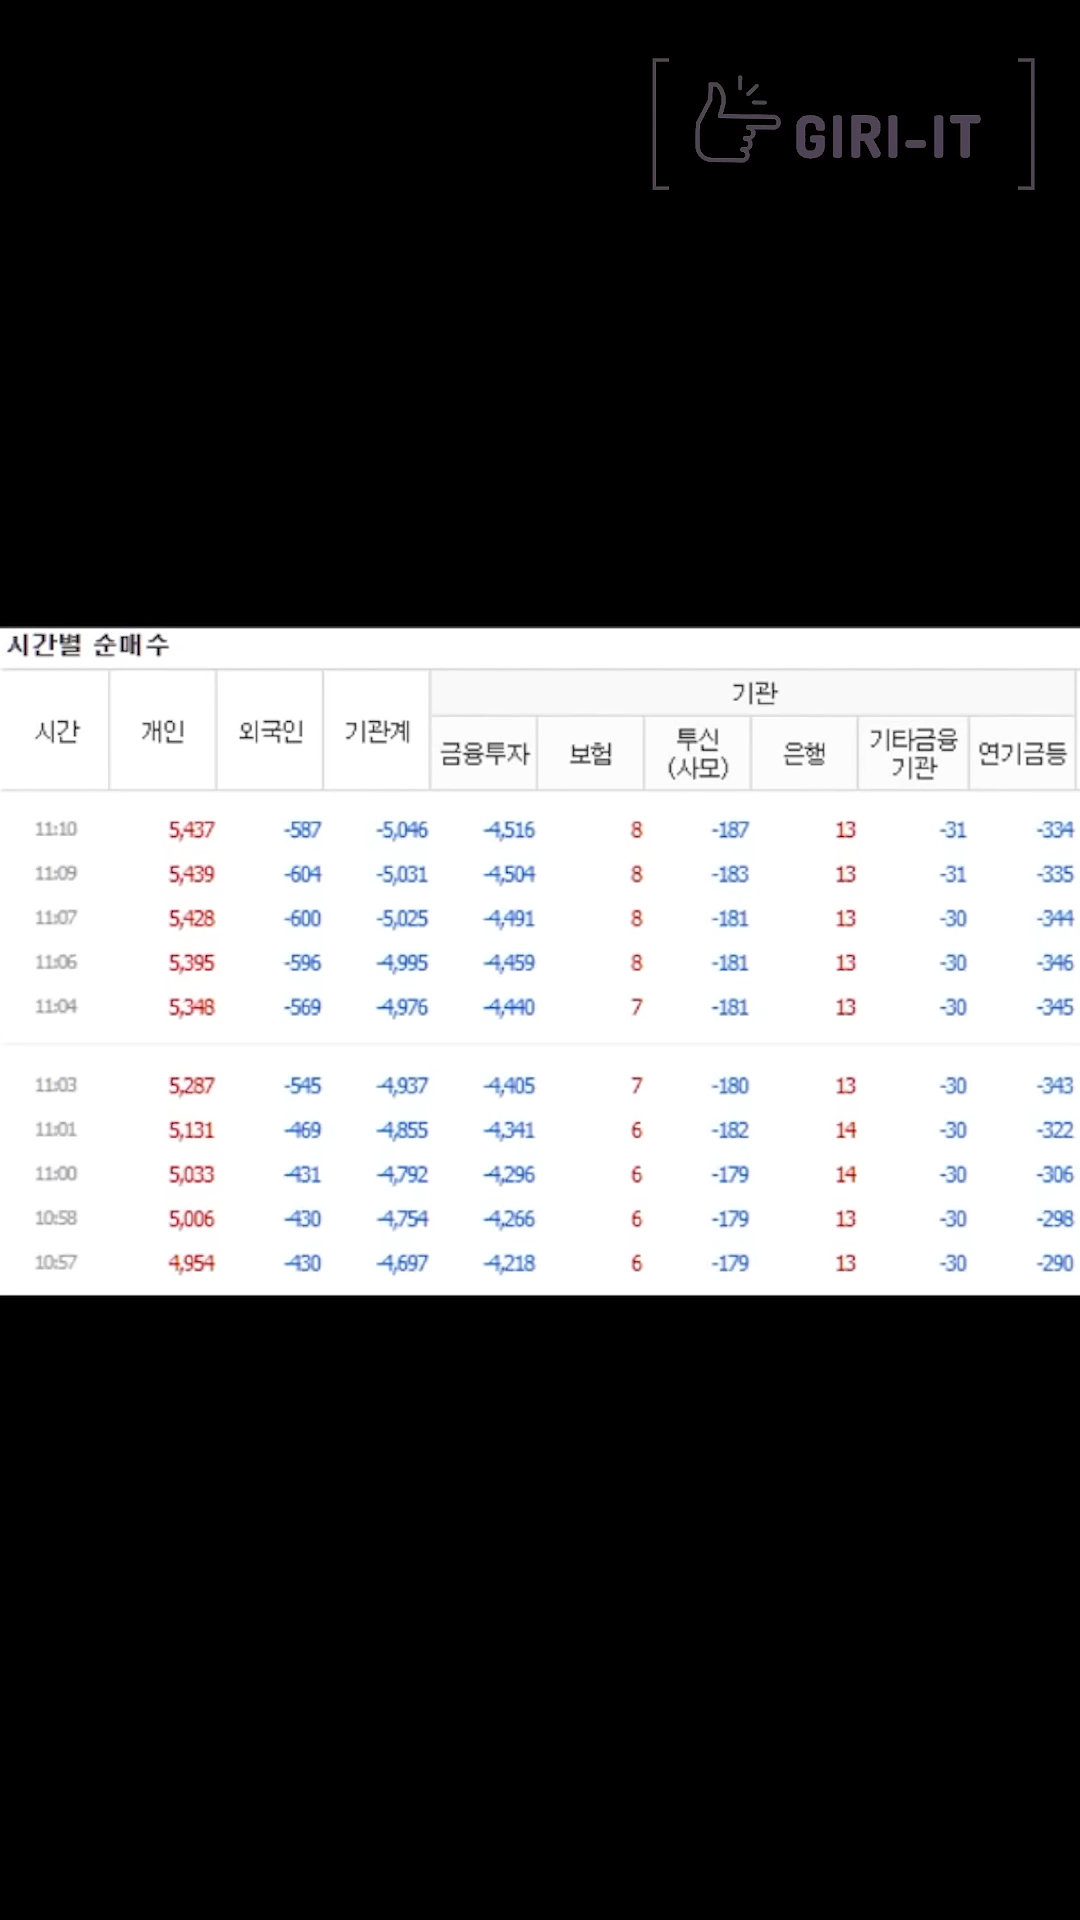 GIRI-IT
시간별 순매수
시간 개인 외국인 기관계 기관
금융투자 보험 투신(사모) 은행 기타금융기관 연기금등
11:10 5,437 -587 -5,046 -4,516 8 -187 13 -31 -334
11:09 5,439 -604 -5,031 -4,504 8 -183 13 -31 -335
11:07 5,428 -600 -5,025 -4,491 8 -181 13 -30 -344
11:06 5,395 -596 -4,995 -4,459 8 -181 13 -30 -346
11:04 5,348 -569 -4,976 -4,440 7 -181 13 -30 -345
11:03 5,287 -545 -4,937 -4,405 7 -180 13 -30 -343
11:01 5,131 -469 -4,855 -4,341 6 -182 14 -30 -322
11:00 5,033 -431 -4,792 -4,296 6 -179 14 -30 -306
10:58 5,006 -430 -4,754 -4,266 6 -179 13 -30 -298
10:57 4,954 -430 -4,697 -4,218 6 -179 13 -30 -290